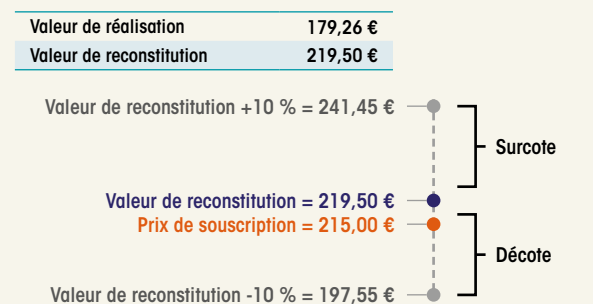 Valeur de réalisation 179,26 €
Valeur de reconstitution 219,50 €
Valeur de reconstitution +10 % = 241,45 €
Surcote
Valeur de reconstitution = 219,50 €
Prix de souscription = 215,00 €
Décote
Valeur de reconstitution -10 % = 197,55 €